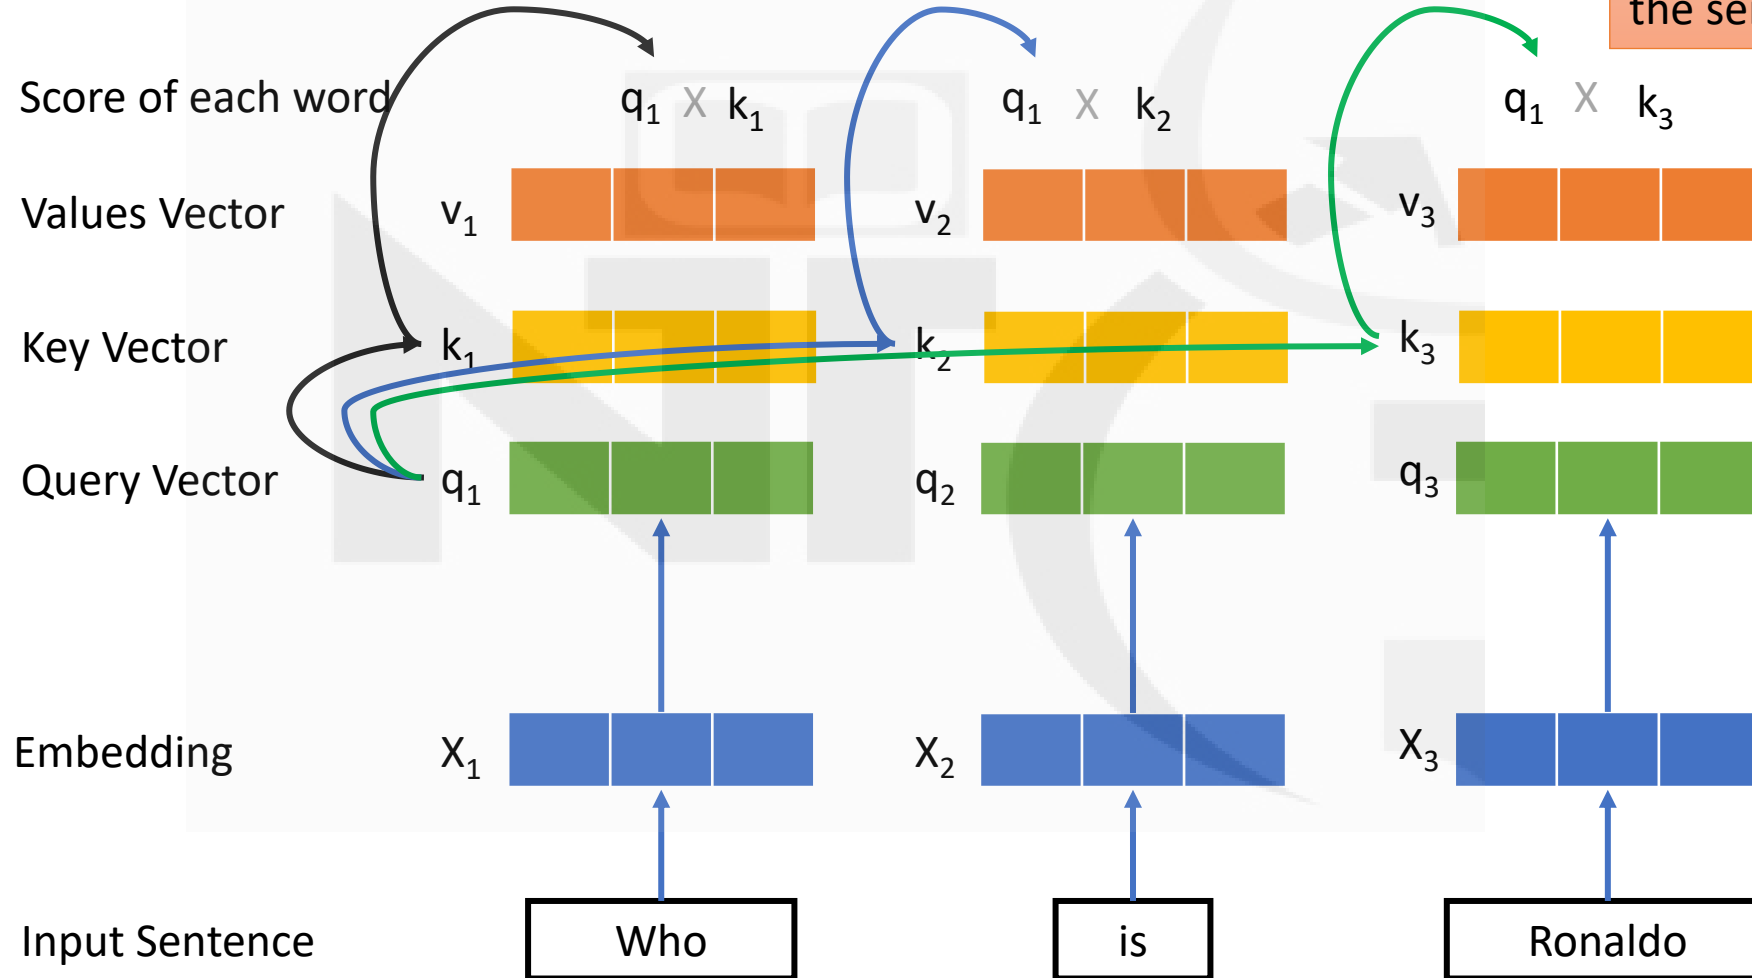 the se
Score of each word q₁ X k₁ q₁ X k₂ q₁ X k₃
Values Vector v₁ v₂ v₃
Key Vector k₁ k₂ k₃
Query Vector q₁ q₂ q₃
Embedding X₁ X₂ X₃
Input Sentence Who is Ronaldo